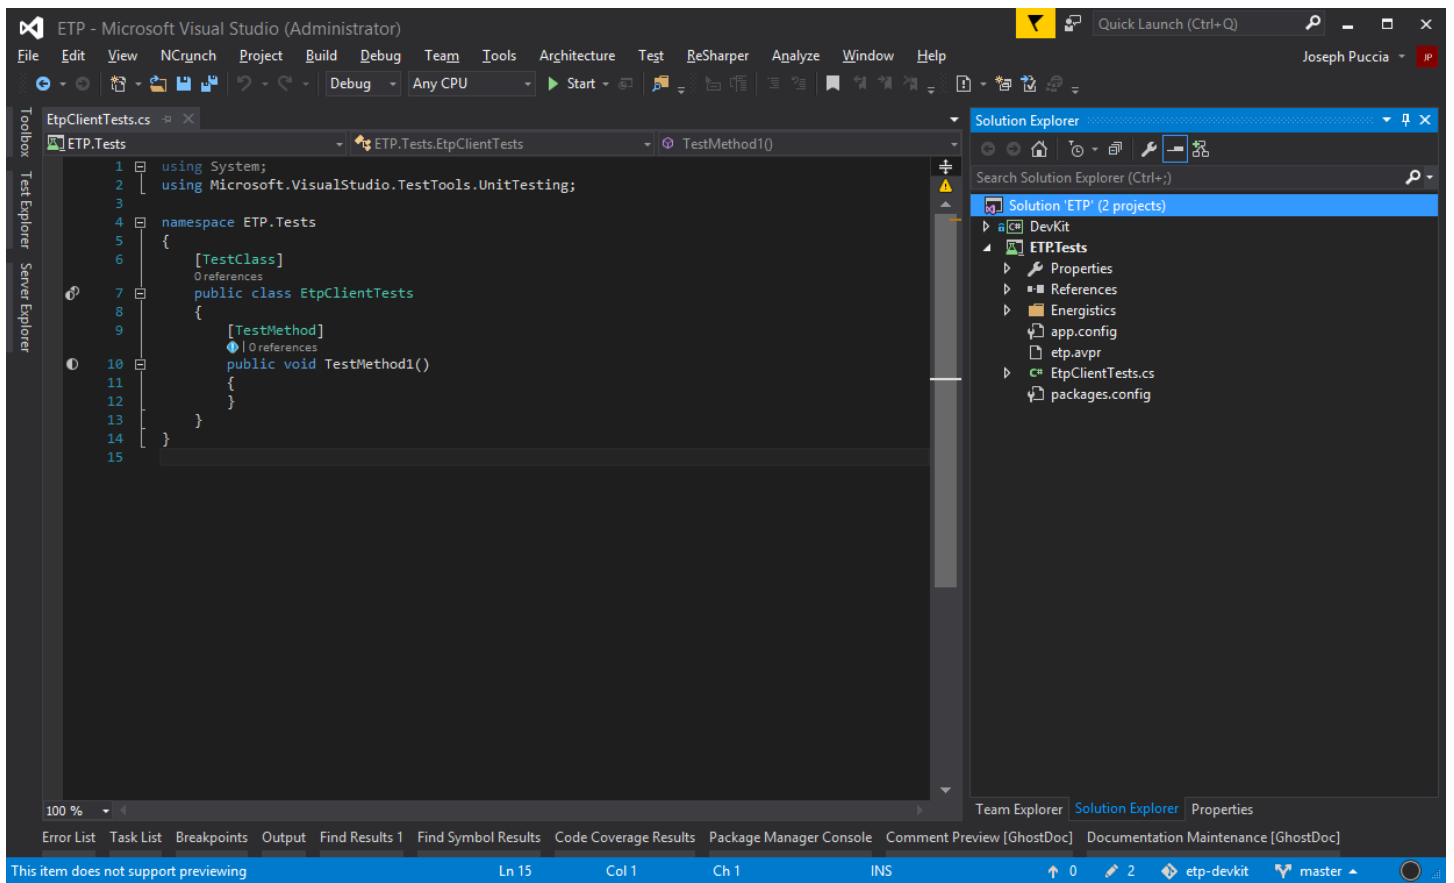 ETP - Microsoft Visual Studio (Administrator)
Quick Launch (Ctrl+Q)
File Edit View NCrunch Project Build Debug Team Tools Architecture Test ReSharper Analyze Window Help
Joseph Puccia JP
Debug Any CPU Start
Toolbox
Test Explorer
Server Explorer
EtpClientTests.cs
ETP.Tests ETP.Tests.EtpClientTests TestMethod1()
1 using System;
2 using Microsoft.VisualStudio.TestTools.UnitTesting;
3
4 namespace ETP.Tests
5 {
6 [TestClass]
0 references
7 public class EtpClientTests
8 {
9 [TestMethod]
0 references
10 public void TestMethod1()
11 {
12 }
13 }
14 }
15
100 %
Solution Explorer
Search Solution Explorer (Ctrl+;)
Solution 'ETP' (2 projects)
C# DevKit
ETP.Tests
Properties
References
Energistics
app.config
etp.avpr
C# EtpClientTests.cs
packages.config
Team Explorer Solution Explorer Properties
Error List Task List Breakpoints Output Find Results 1 Find Symbol Results Code Coverage Results Package Manager Console Comment Preview [GhostDoc] Documentation Maintenance [GhostDoc]
This item does not support previewing Ln 15 Col 1 Ch 1 INS 0 2 etp-devkit master